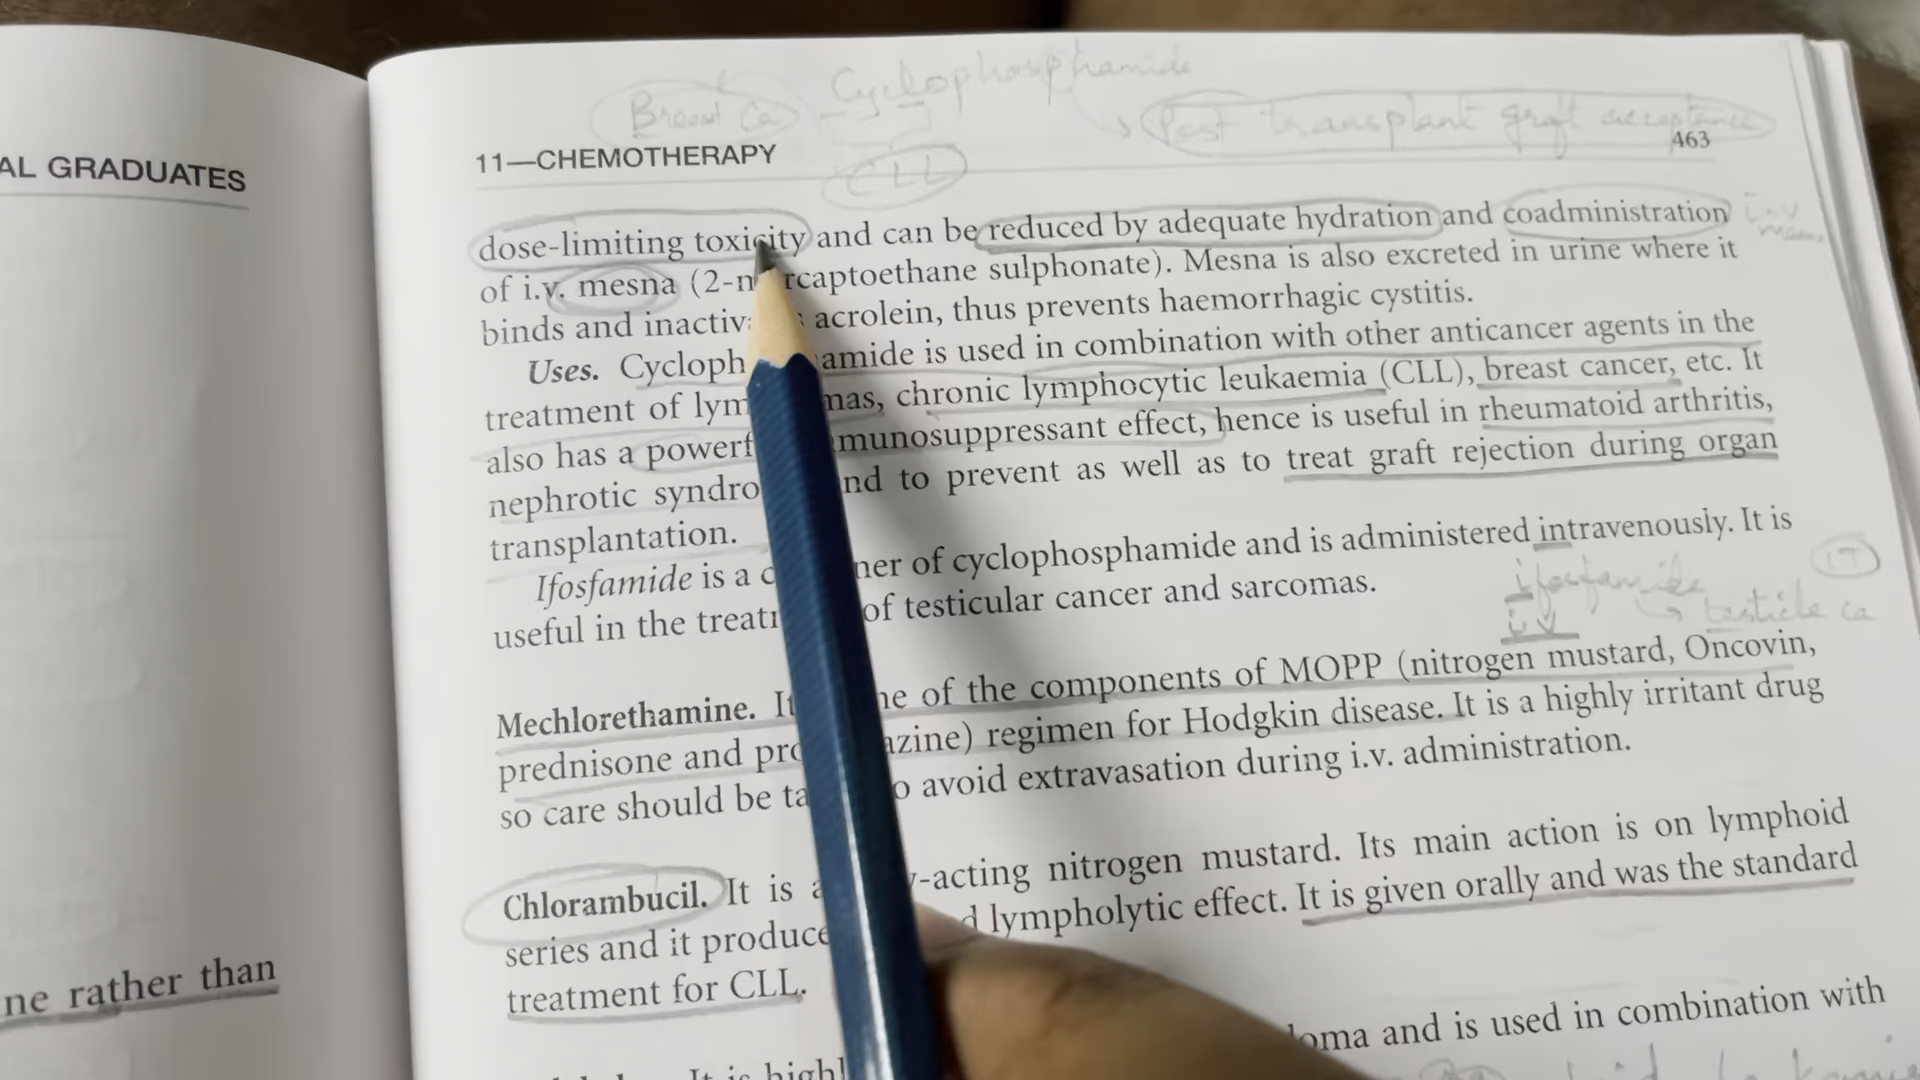 Cyclophosphamide
Breast Ca
Post transplant graft acceptance
AL GRADUATES
11—CHEMOTHERAPY
463
CLL
dose-limiting toxicity and can be reduced by adequate hydration and coadministration
i.v
of i.v. mesna (2-m rcaptoethane sulphonate). Mesna is also excreted in urine where it
binds and inactiv acrolein, thus prevents haemorrhagic cystitis.
Uses. Cycloph amide is used in combination with other anticancer agents in the
treatment of lym mas, chronic lymphocytic leukaemia (CLL), breast cancer, etc. It
also has a powerf munosuppressant effect, hence is useful in rheumatoid arthritis,
nephrotic syndro nd to prevent as well as to treat graft rejection during organ
transplantation.
Ifosfamide is a c ner of cyclophosphamide and is administered intravenously. It is
useful in the treat of testicular cancer and sarcomas.
ifosfamide
iv
testicle ca
Mechlorethamine. It ne of the components of MOPP (nitrogen mustard, Oncovin,
prednisone and pro azine) regimen for Hodgkin disease. It is a highly irritant drug
so care should be ta o avoid extravasation during i.v. administration.
Chlorambucil. It is a -acting nitrogen mustard. Its main action is on lymphoid
series and it produce d lympholytic effect. It is given orally and was the standard
treatment for CLL.
ne rather than
oma and is used in combination with
It is highl